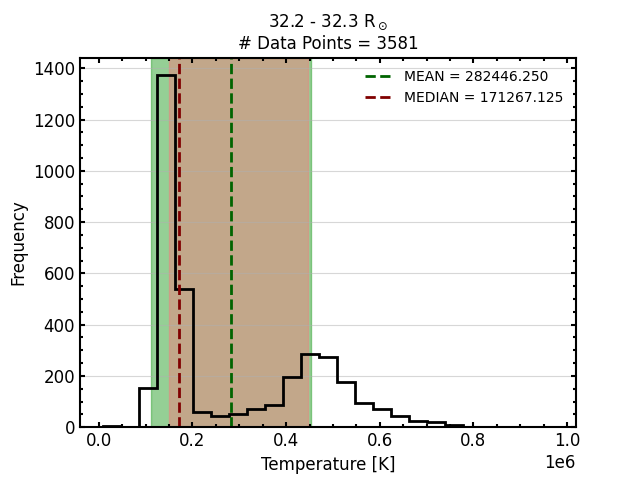 32.2 - 32.3 R⊙
# Data Points = 3581
MEAN = 282446.250
MEDIAN = 171267.125
1400
1200
1000
800
600
400
200
0
Frequency
0.0 0.2 0.4 0.6 0.8 1.0
1e6
Temperature [K]